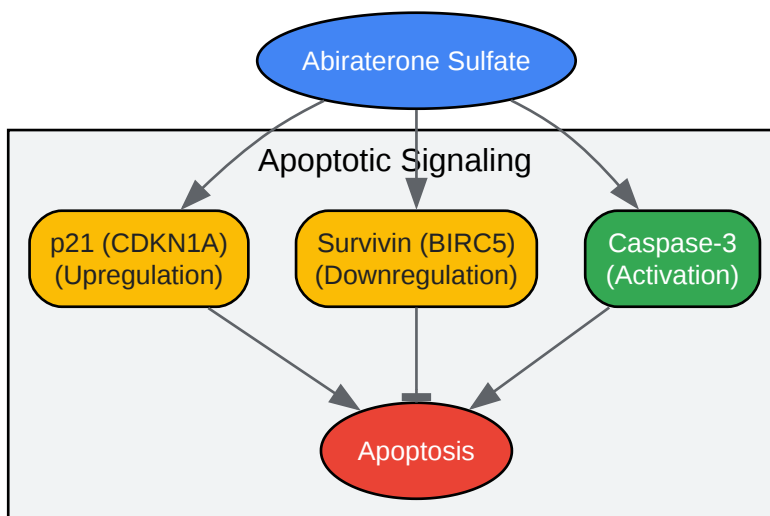 Abiraterone Sulfate
Apoptotic Signaling
p21 (CDKN1A)
(Upregulation)
Survivin (BIRC5)
(Downregulation)
Caspase-3
(Activation)
Apoptosis